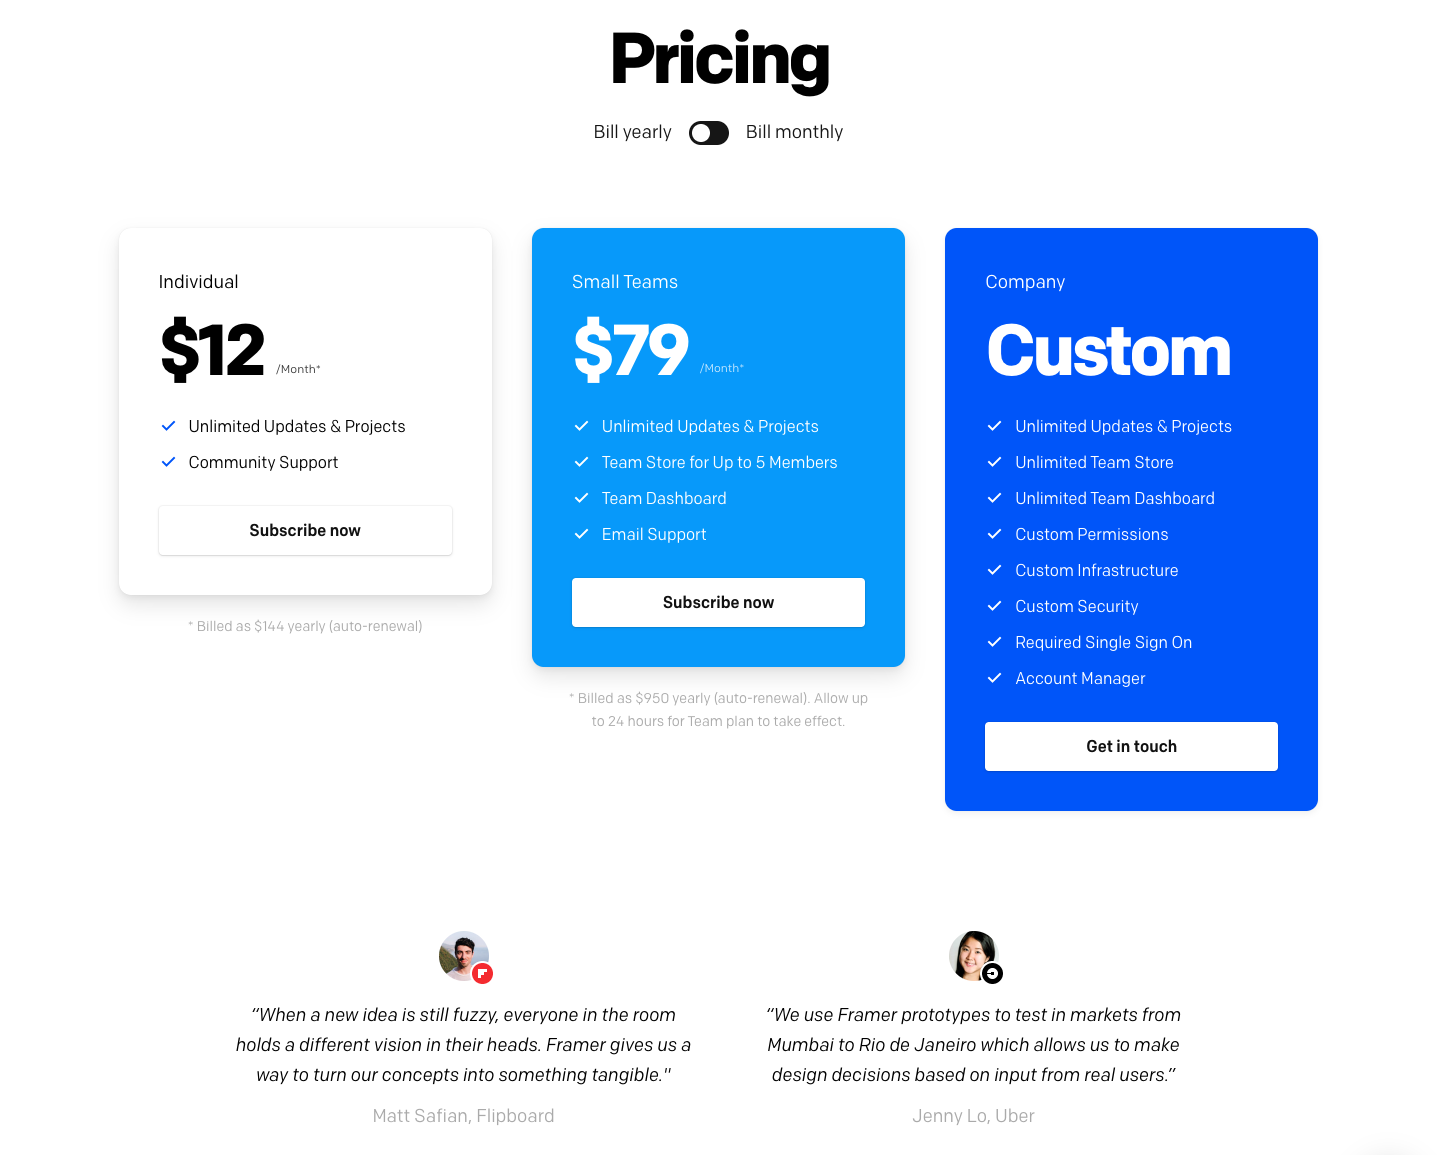 Pricing
Bill yearly
Bill monthly
Individual
$12 /Month*
Unlimited Updates & Projects
Community Support
Subscribe now
* Billed as $144 yearly (auto-renewal)
Small Teams
$79 /Month*
Unlimited Updates & Projects
Team Store for Up to 5 Members
Team Dashboard
Email Support
Subscribe now
* Billed as $950 yearly (auto-renewal). Allow up
to 24 hours for Team plan to take effect.
Company
Custom
Unlimited Updates & Projects
Unlimited Team Store
Unlimited Team Dashboard
Custom Permissions
Custom Infrastructure
Custom Security
Required Single Sign On
Account Manager
Get in touch
“When a new idea is still fuzzy, everyone in the room
holds a different vision in their heads. Framer gives us a
way to turn our concepts into something tangible."
Matt Safian, Flipboard
“We use Framer prototypes to test in markets from
Mumbai to Rio de Janeiro which allows us to make
design decisions based on input from real users.”
Jenny Lo, Uber